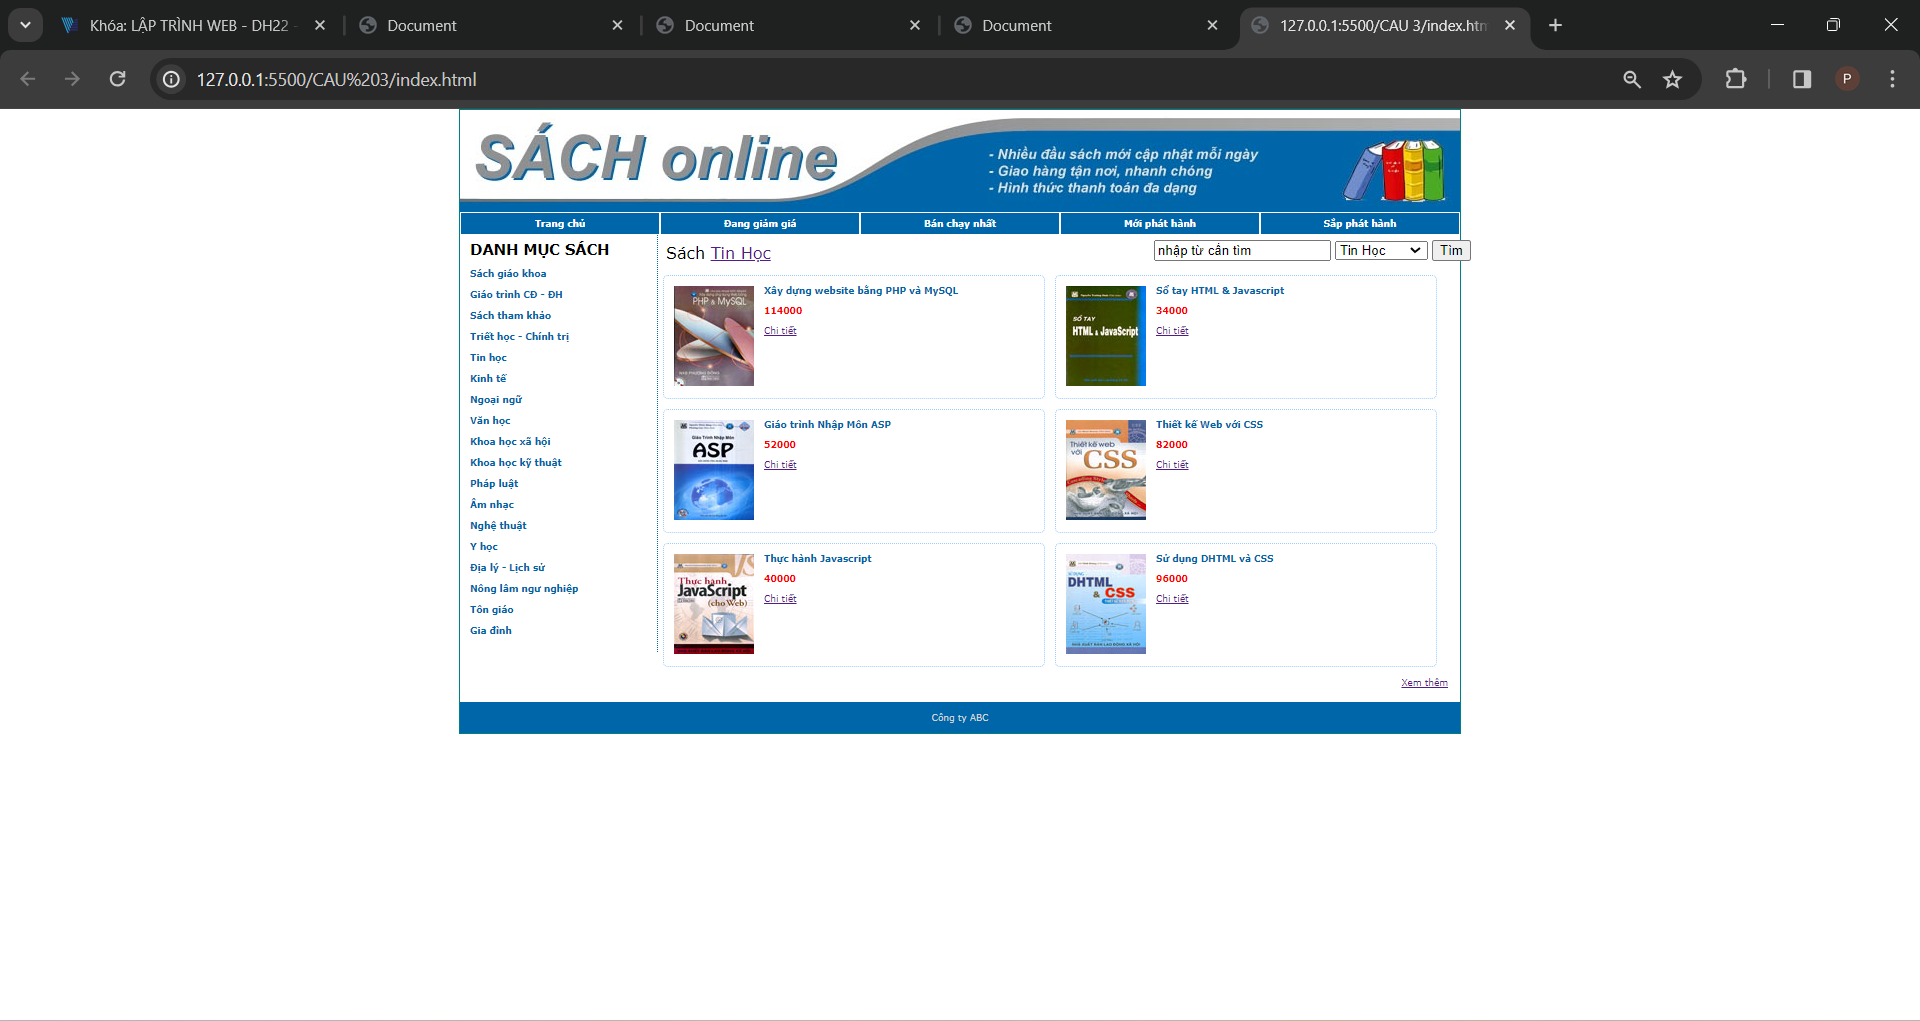 Khóa: LẬP TRÌNH WEB - DH22 -
Document
Document
Document
127.0.0.1:5500/CAU 3/index.htm
127.0.0.1:5500/CAU%203/index.html
P
SÁCH online
- Nhiều đầu sách mới cập nhật mỗi ngày
- Giao hàng tận nơi, nhanh chóng
- Hình thức thanh toán đa dạng
Trang chủ
Đang giảm giá
Bán chạy nhất
Mới phát hành
Sắp phát hành
DANH MỤC SÁCH
Sách giáo khoa
Giáo trình CĐ - ĐH
Sách tham khảo
Triết học - Chính trị
Tin học
Kinh tế
Ngoại ngữ
Văn học
Khoa học xã hội
Khoa học kỹ thuật
Pháp luật
Âm nhạc
Nghệ thuật
Y học
Địa lý - Lịch sử
Nông lâm ngư nghiệp
Tôn giáo
Gia đình
Sách Tin Học
nhập từ cần tìm
Tin Học
Tìm
PHP & MySQL
Xây dựng website bằng PHP và MySQL
114000
Chi tiết
SỔ TAY
HTML & JavaScript
Sổ tay HTML & Javascript
34000
Chi tiết
Giáo Trình Nhập Môn
ASP
Giáo trình Nhập Môn ASP
52000
Chi tiết
Thiết kế web
với CSS
Thiết kế Web với CSS
82000
Chi tiết
Thực hành
JavaScript
(cho Web)
Thực hành Javascript
40000
Chi tiết
DHTML
& CSS
Sử dụng DHTML và CSS
96000
Chi tiết
Xem thêm
Công ty ABC